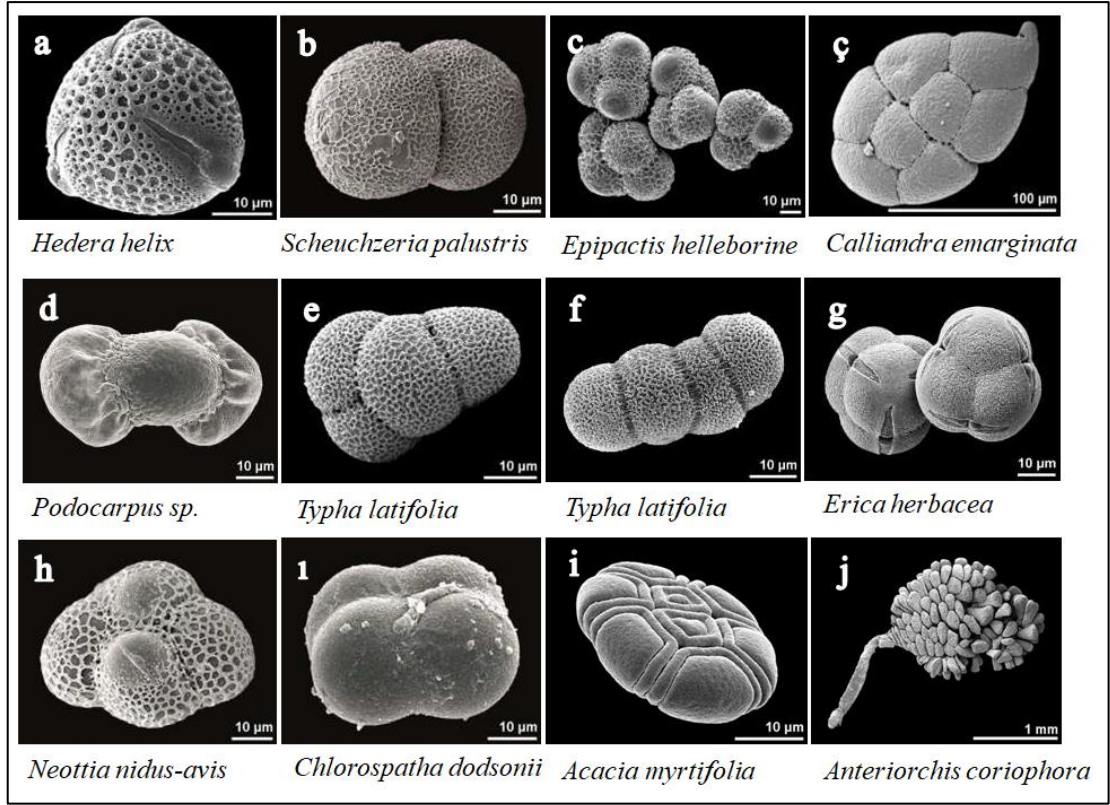 a
10 µm
b
10 µm
c
10 µm
ç
100 µm
Hedera helix
Scheuchzeria palustris
Epipactis helleborine
Calliandra emarginata
d
10 µm
e
10 µm
f
10 µm
g
10 µm
Podocarpus sp.
Typha latifolia
Typha latifolia
Erica herbacea
h
10 µm
ı
10 µm
i
10 µm
j
1 mm
Neottia nidus-avis
Chlorospatha dodsonii
Acacia myrtifolia
Anteriorchis coriophora